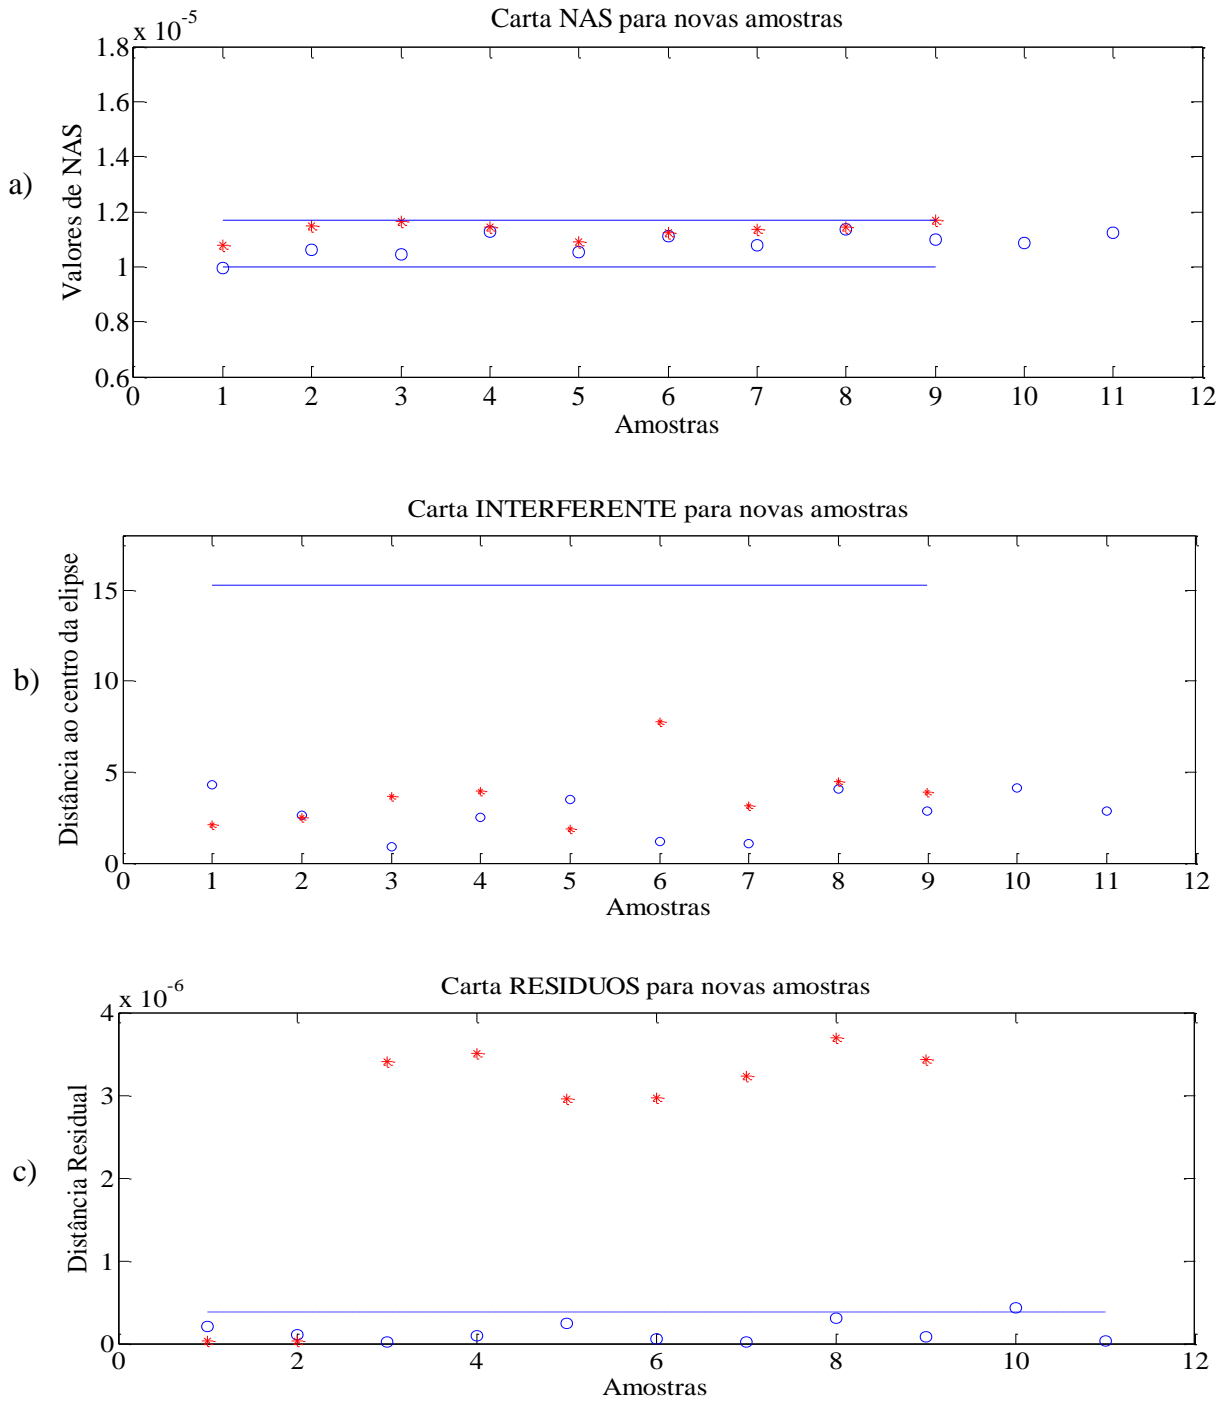 Carta NAS para novas amostras
x 10^-5
1.8
1.6
1.4
1.2
1
0.8
0.6
Valores de NAS
a)
0 1 2 3 4 5 6 7 8 9 10 11 12
Amostras
Carta INTERFERENTE para novas amostras
15
10
5
0
Distância ao centro da elipse
b)
0 1 2 3 4 5 6 7 8 9 10 11 12
Amostras
Carta RESIDUOS para novas amostras
x 10^-6
4
3
2
1
0
Distância Residual
c)
0 2 4 6 8 10 12
Amostras